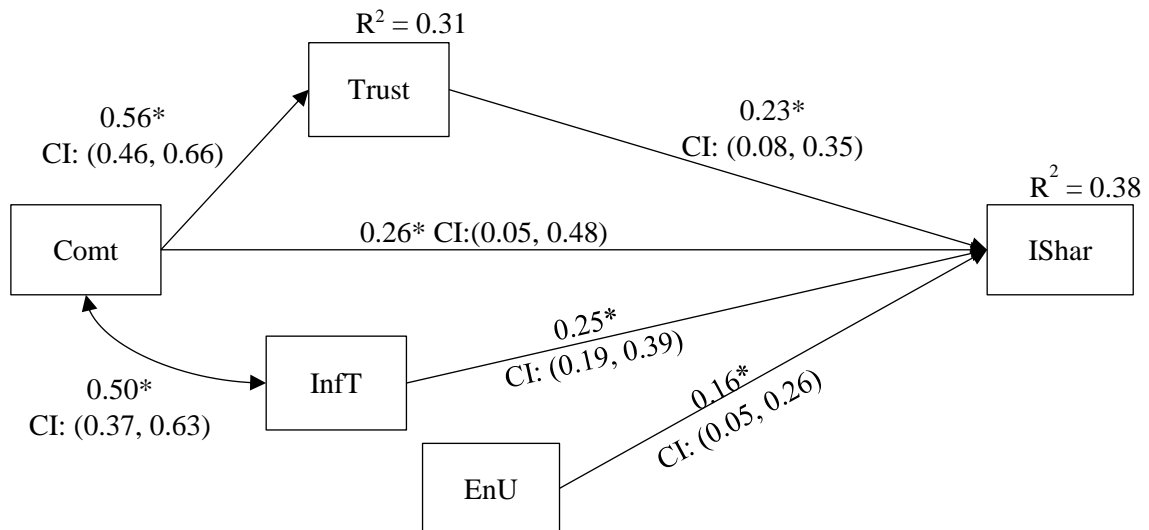 R² = 0.31
Trust
0.56*
CI: (0.46, 0.66)
0.23*
CI: (0.08, 0.35)
R² = 0.38
Comt
0.26* CI:(0.05, 0.48)
IShar
0.25*
CI: (0.19, 0.39)
InfT
0.50*
CI: (0.37, 0.63)
0.16*
CI: (0.05, 0.26)
EnU